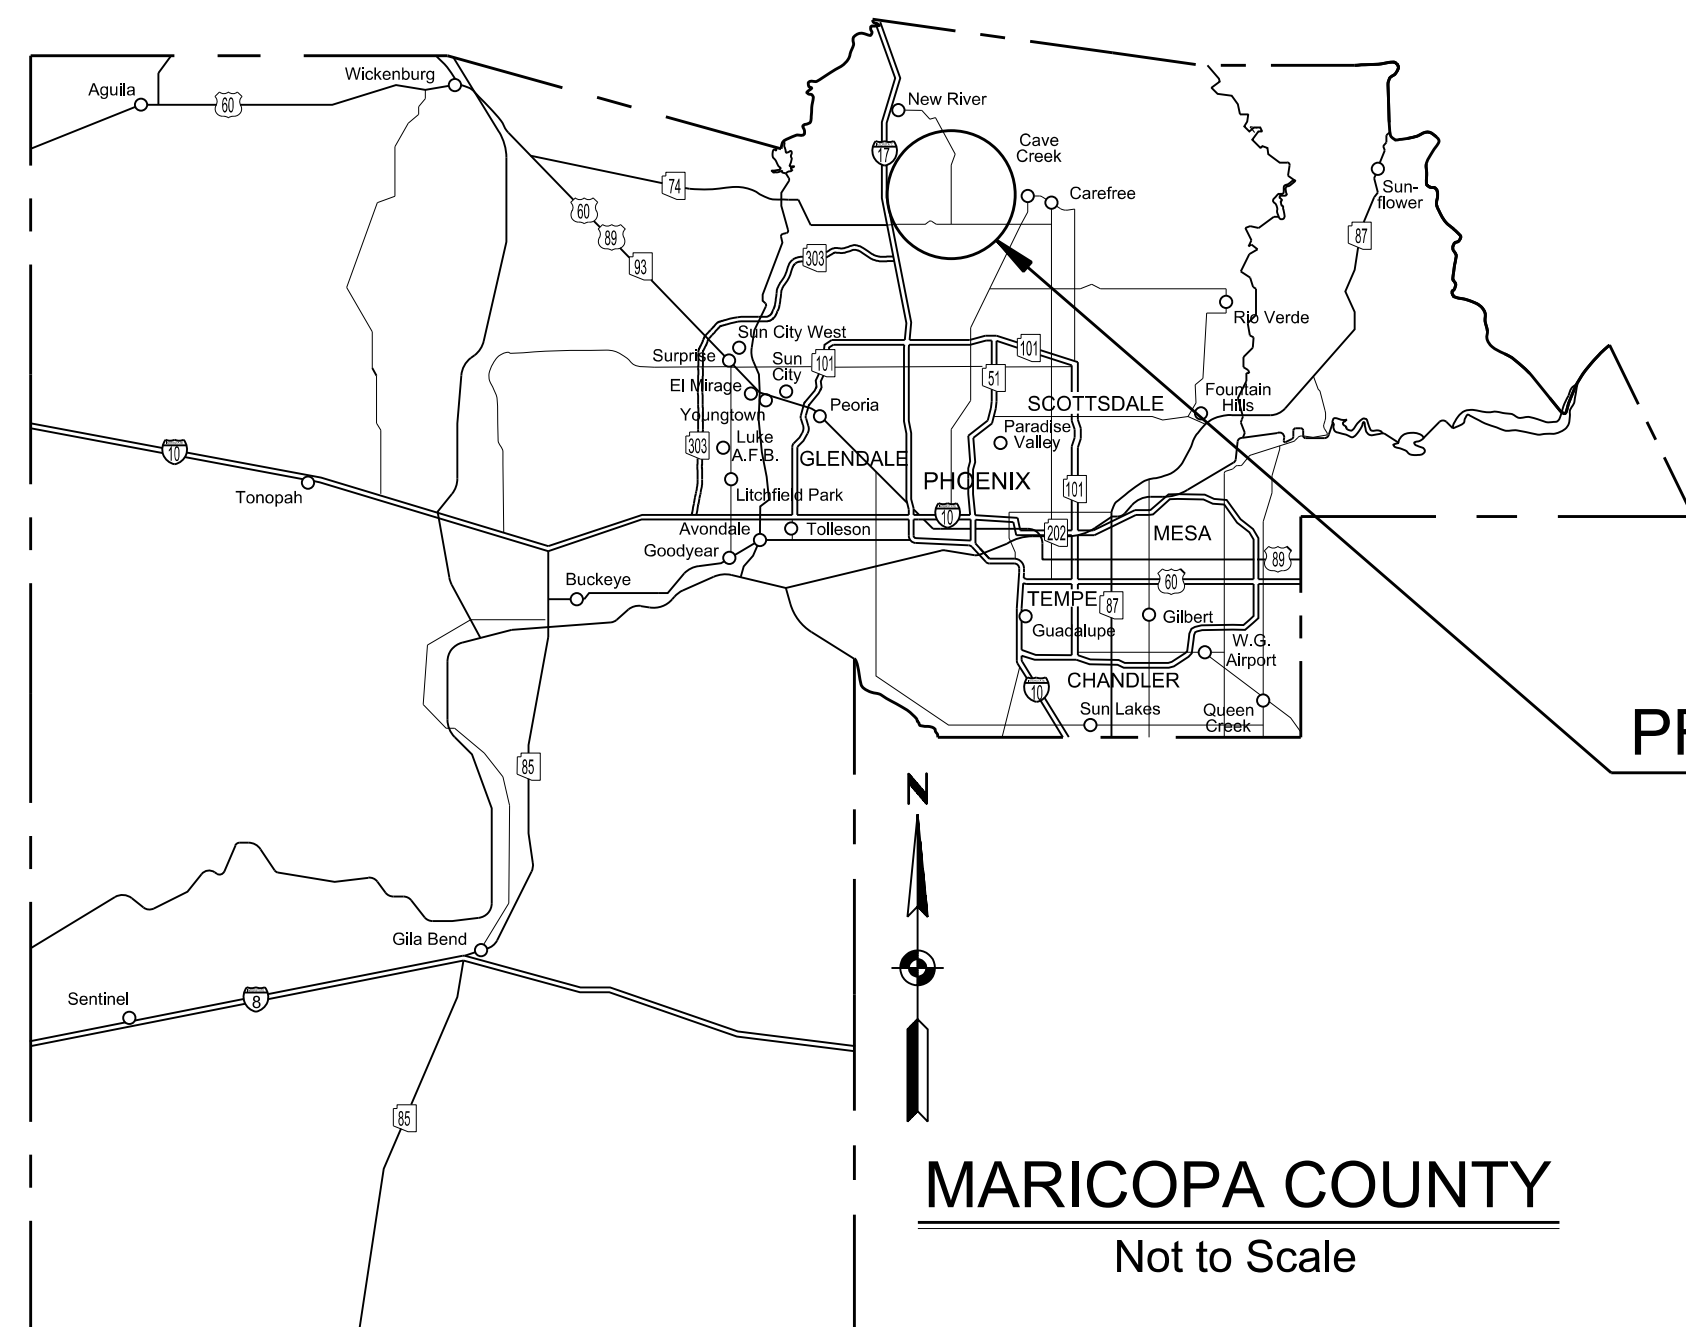 Wickenburg
Aguila
60
New River
Cave
Creek
17
74
Carefree
Sun-
flower
60
89
93
87
303
Rio Verde
Sun City West
Surprise
Sun
City
101
101
51
El Mirage
Youngtown
Peoria
SCOTTSDALE
Fountain
Hills
Paradise
Valley
303
Luke
A.F.B.
GLENDALE
10
Tonopah
Litchfield Park
PHOENIX
101
10
Avondale
Tolleson
202
MESA
Goodyear
89
Buckeye
60
TEMPE
87
Gilbert
Guadalupe
W.G.
Airport
CHANDLER
10
Sun Lakes
Queen
Creek
85
N
Gila Bend
Sentinel
8
85
MARICOPA COUNTY
Not to Scale